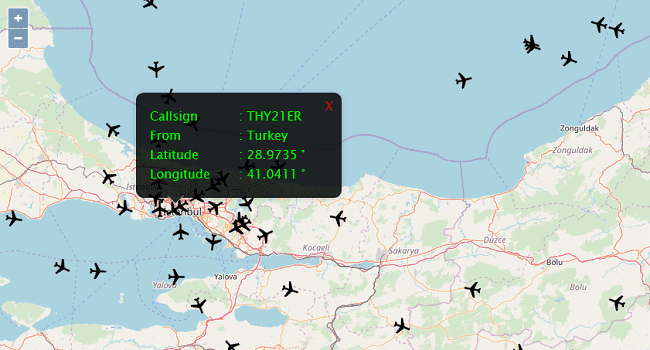 +
−
X
Callsign : THY21ER
From : Turkey
Latitude : 28.9735 °
Longitude : 41.0411 °
Zonguldak
Zonguldak
Kocaeli
Sakarya
Düzce
Bolu
Bolu
Yalova
Yalova